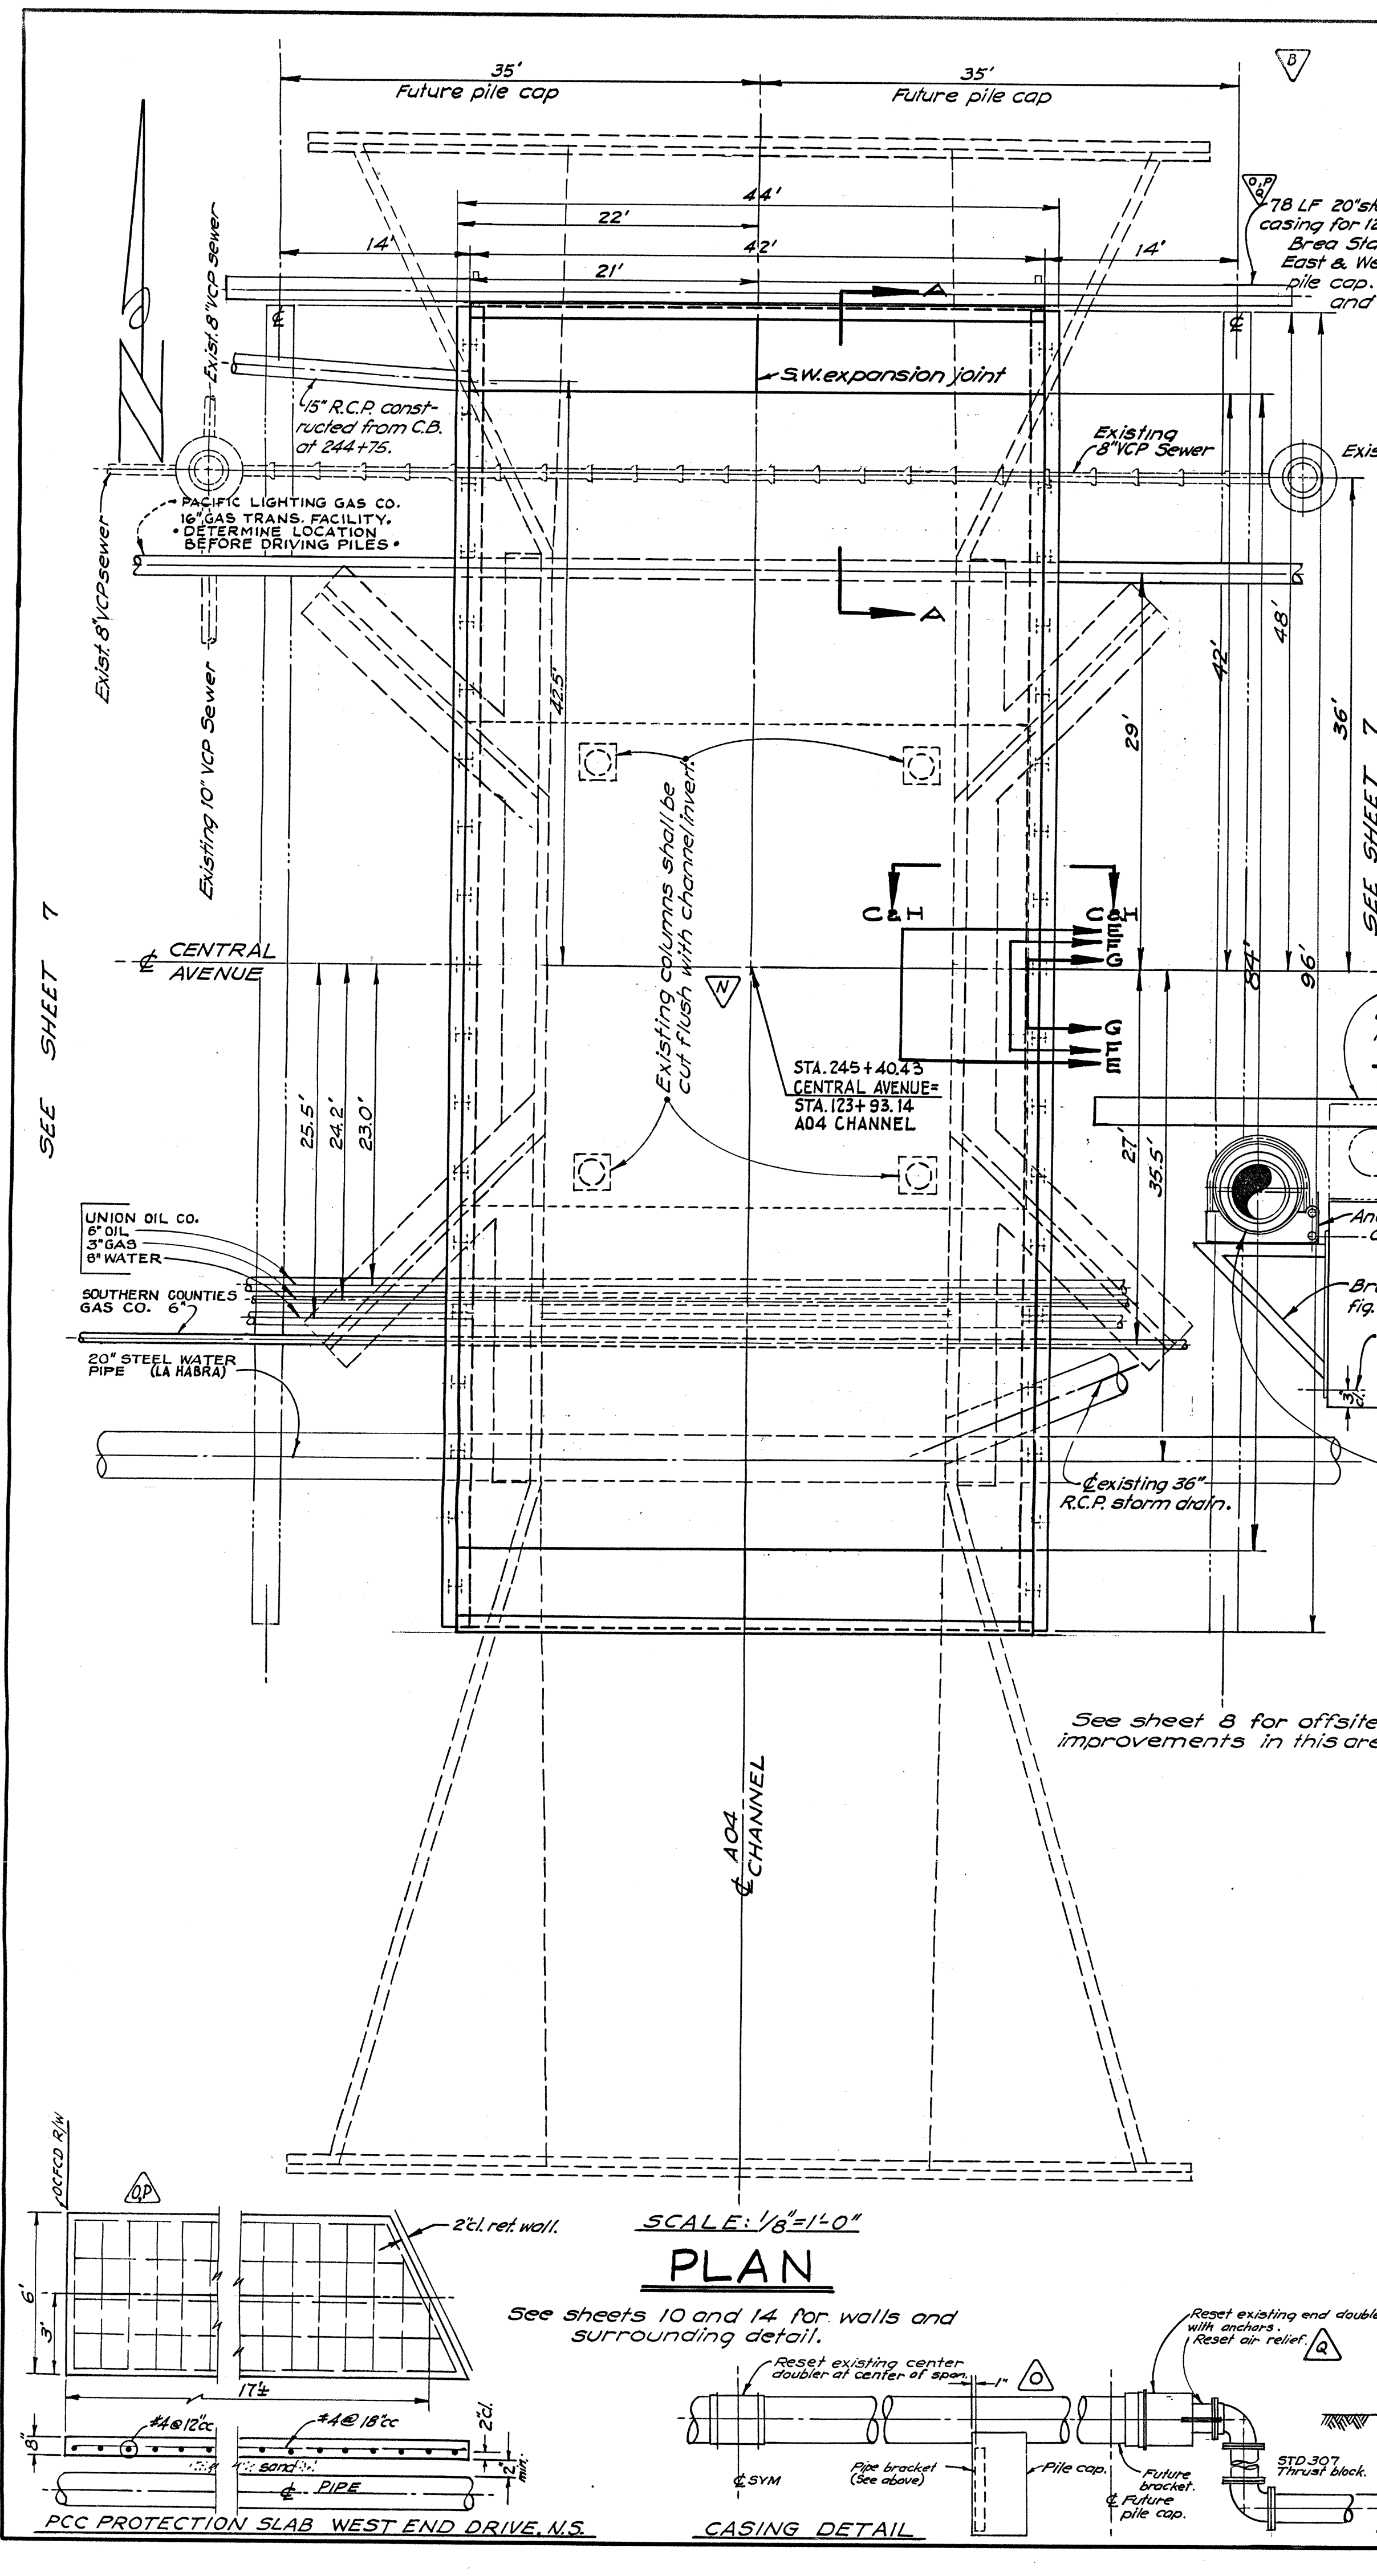 35'
Future pile cap
35'
Future pile cap
B
44'
22'
14'
42'
14'
21'
O,P
Q
78 LF 20"
casing for
Brea
East &
pile cap.
and
A
℄
℄
S.W. expansion joint
15" R.C.P. const-
ructed from C.B.
at 244+75.
Exist. 8" VCP sewer
N
Existing
8" VCP Sewer
PACIFIC LIGHTING GAS CO.
16" GAS TRANS. FACILITY.
• DETERMINE LOCATION
BEFORE DRIVING PILES •
Exist. 8" VCP sewer
Existing 10" VCP Sewer
A
42.5'
29'
42'
48'
36'
84'
96'
SEE SHEET 7
SEE SHEET 7
Existing columns shall be
cut flush with channel invert.
C & H
C & H
E
F
G
G
F
E
℄ CENTRAL
AVENUE
N
STA. 245+40.43
CENTRAL AVENUE=
STA. 123+93.14
A04 CHANNEL
25.5'
24.2'
23.0'
27'
35.5'
UNION OIL CO.
6" OIL
3" GAS
8" WATER
SOUTHERN COUNTIES
GAS CO. 6"
20" STEEL WATER
PIPE (LA HABRA)
fig.
3"
cl.
℄ existing 36"
R.C.P. storm drain.
See sheet 8 for offsite
improvements in this
℄ A04
CHANNEL
SCALE: 1/8"=1'-0"
PLAN
See sheets 10 and 14 for walls and
surrounding detail.
OCFCD R/W
O,P
2" cl. ret. wall.
6'
3'
17'±
#4@12"cc
#4@18"cc
2"cl.
8"
sand
2"
min.
℄ PIPE
PCC PROTECTION SLAB WEST END DRIVE. N.S.
Reset existing center
doubler at center of span.
1"
O
Reset existing end
with anchors.
Reset air relief.
Q
℄ SYM
Pipe bracket
(See above)
Pile cap.
Future
bracket.
℄ Future
pile cap.
STD 307
Thrust block.
CASING DETAIL